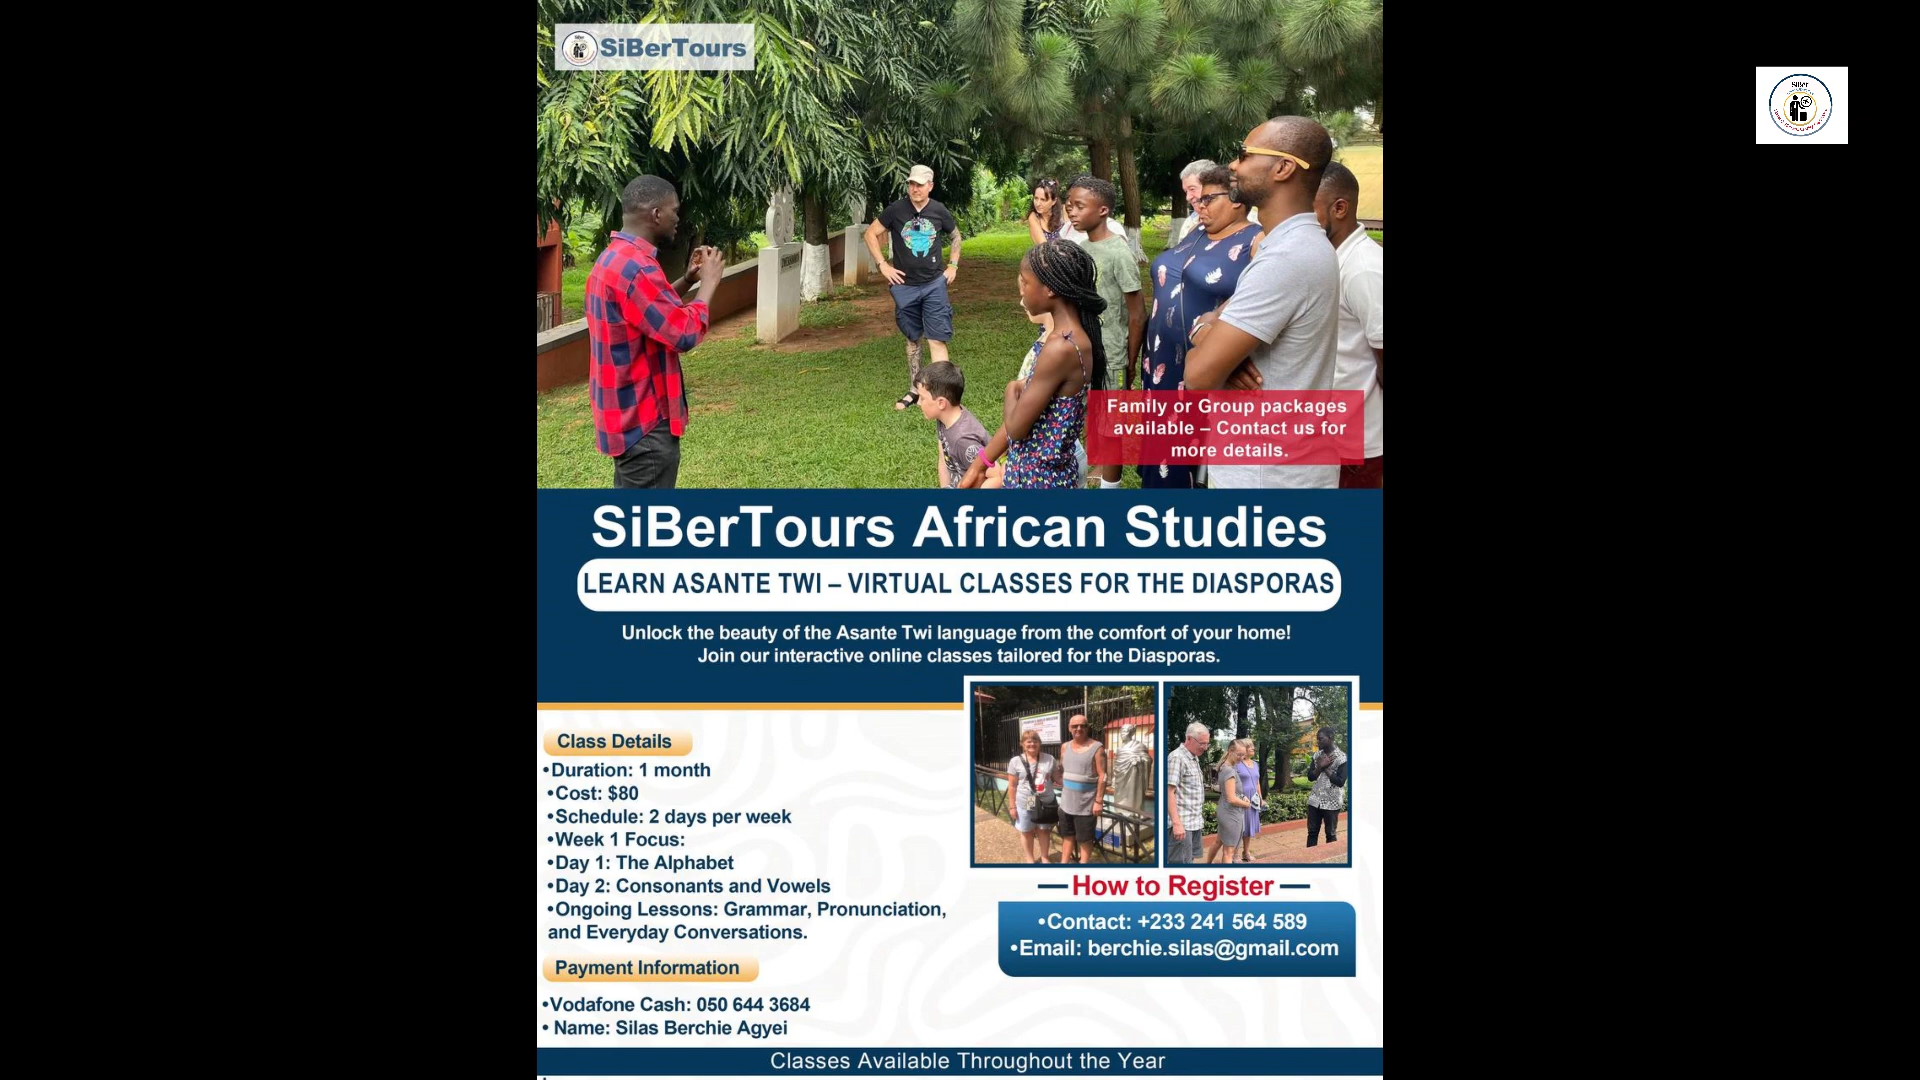 SiBerTours
SiBer
Family or Group packages
available – Contact us for
more details.
SiBerTours African Studies
LEARN ASANTE TWI – VIRTUAL CLASSES FOR THE DIASPORAS
Unlock the beauty of the Asante Twi language from the comfort of your home!
Join our interactive online classes tailored for the Diasporas.
Class Details
•Duration: 1 month
•Cost: $80
•Schedule: 2 days per week
•Week 1 Focus:
•Day 1: The Alphabet
•Day 2: Consonants and Vowels
•Ongoing Lessons: Grammar, Pronunciation,
and Everyday Conversations.
Payment Information
•Vodafone Cash: 050 644 3684
• Name: Silas Berchie Agyei
How to Register
•Contact: +233 241 564 589
•Email: berchie.silas@gmail.com
Classes Available Throughout the Year